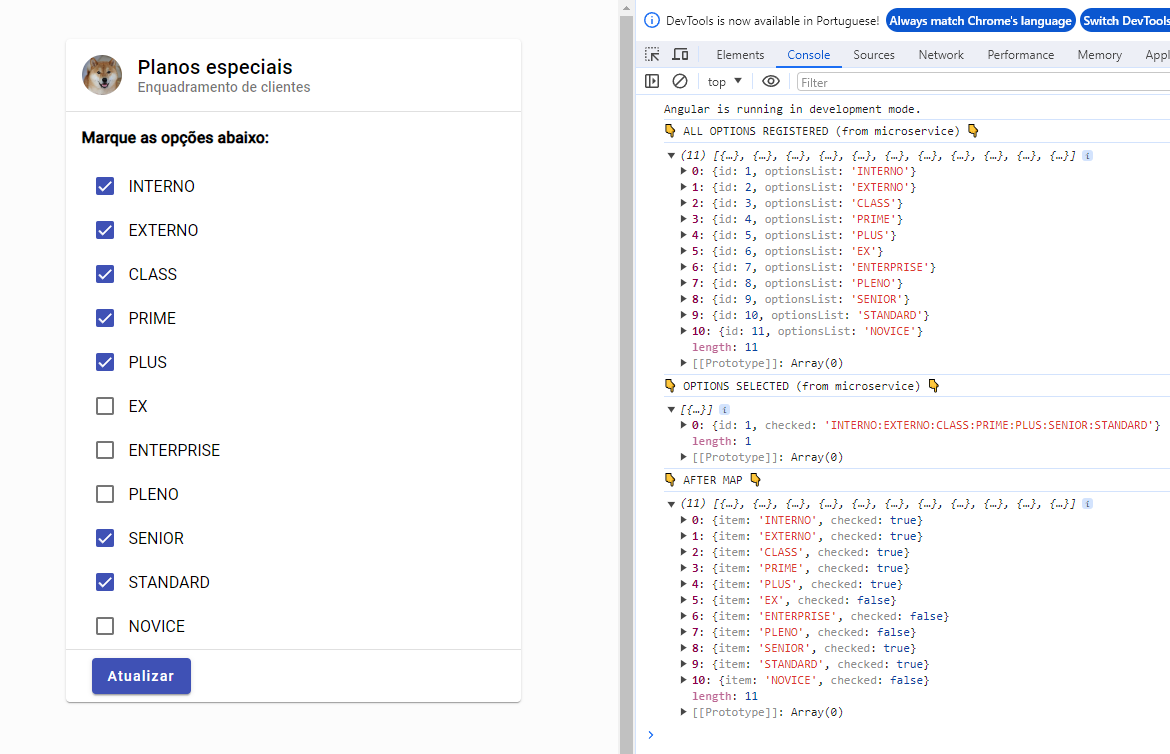 Planos especiais
Enquadramento de clientes
Marque as opções abaixo:
INTERNO
EXTERNO
CLASS
PRIME
PLUS
EX
ENTERPRISE
PLENO
SENIOR
STANDARD
NOVICE
Atualizar
DevTools is now available in Portuguese! Always match Chrome's language Switch DevTools
Elements Console Sources Network Performance Memory Appl
top Filter
Angular is running in development mode.
👇 ALL OPTIONS REGISTERED (from microservice) 👇
▼ (11) [{…}, {…}, {…}, {…}, {…}, {…}, {…}, {…}, {…}, {…}, {…}] i
▶ 0: {id: 1, optionsList: 'INTERNO'}
▶ 1: {id: 2, optionsList: 'EXTERNO'}
▶ 2: {id: 3, optionsList: 'CLASS'}
▶ 3: {id: 4, optionsList: 'PRIME'}
▶ 4: {id: 5, optionsList: 'PLUS'}
▶ 5: {id: 6, optionsList: 'EX'}
▶ 6: {id: 7, optionsList: 'ENTERPRISE'}
▶ 7: {id: 8, optionsList: 'PLENO'}
▶ 8: {id: 9, optionsList: 'SENIOR'}
▶ 9: {id: 10, optionsList: 'STANDARD'}
▶ 10: {id: 11, optionsList: 'NOVICE'}
length: 11
▶ [[Prototype]]: Array(0)
👇 OPTIONS SELECTED (from microservice) 👇
▼ [{…}] i
▶ 0: {id: 1, checked: 'INTERNO:EXTERNO:CLASS:PRIME:PLUS:SENIOR:STANDARD'}
length: 1
▶ [[Prototype]]: Array(0)
👇 AFTER MAP 👇
▼ (11) [{…}, {…}, {…}, {…}, {…}, {…}, {…}, {…}, {…}, {…}, {…}] i
▶ 0: {item: 'INTERNO', checked: true}
▶ 1: {item: 'EXTERNO', checked: true}
▶ 2: {item: 'CLASS', checked: true}
▶ 3: {item: 'PRIME', checked: true}
▶ 4: {item: 'PLUS', checked: true}
▶ 5: {item: 'EX', checked: false}
▶ 6: {item: 'ENTERPRISE', checked: false}
▶ 7: {item: 'PLENO', checked: false}
▶ 8: {item: 'SENIOR', checked: true}
▶ 9: {item: 'STANDARD', checked: true}
▶ 10: {item: 'NOVICE', checked: false}
length: 11
▶ [[Prototype]]: Array(0)